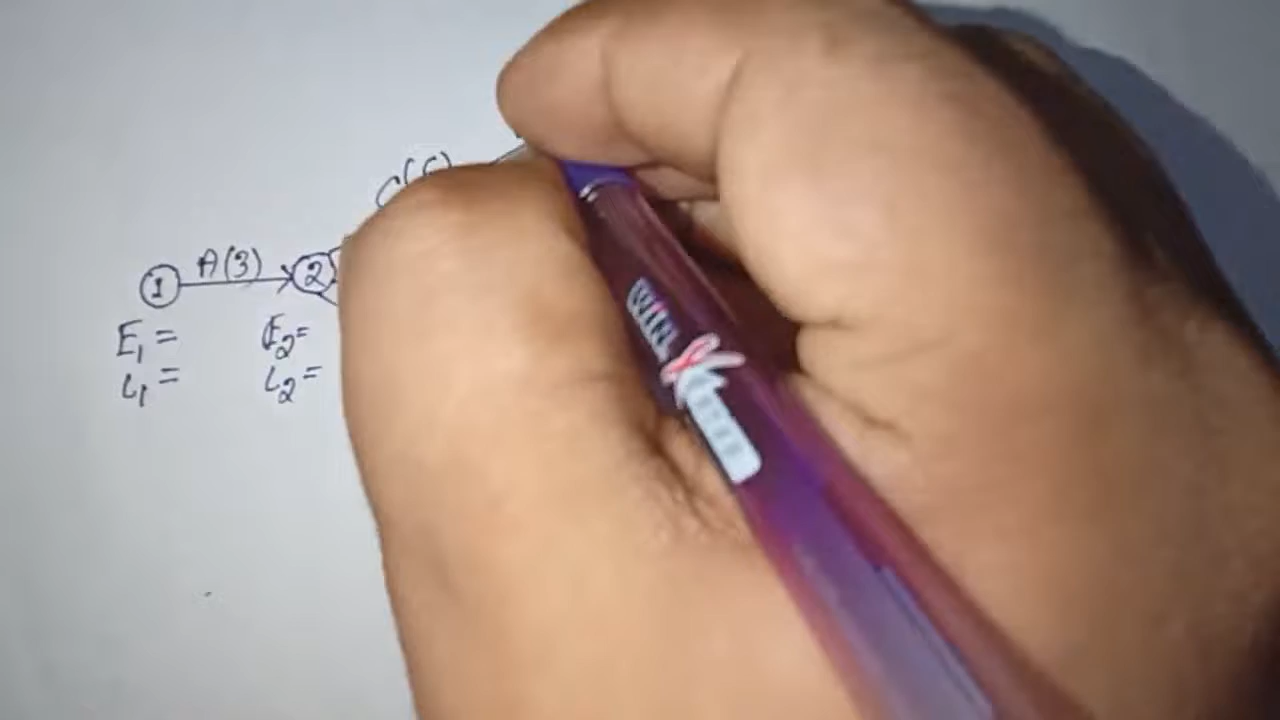 A(3)
1 2
E₁ = E₂=
L₁ = L₂ =